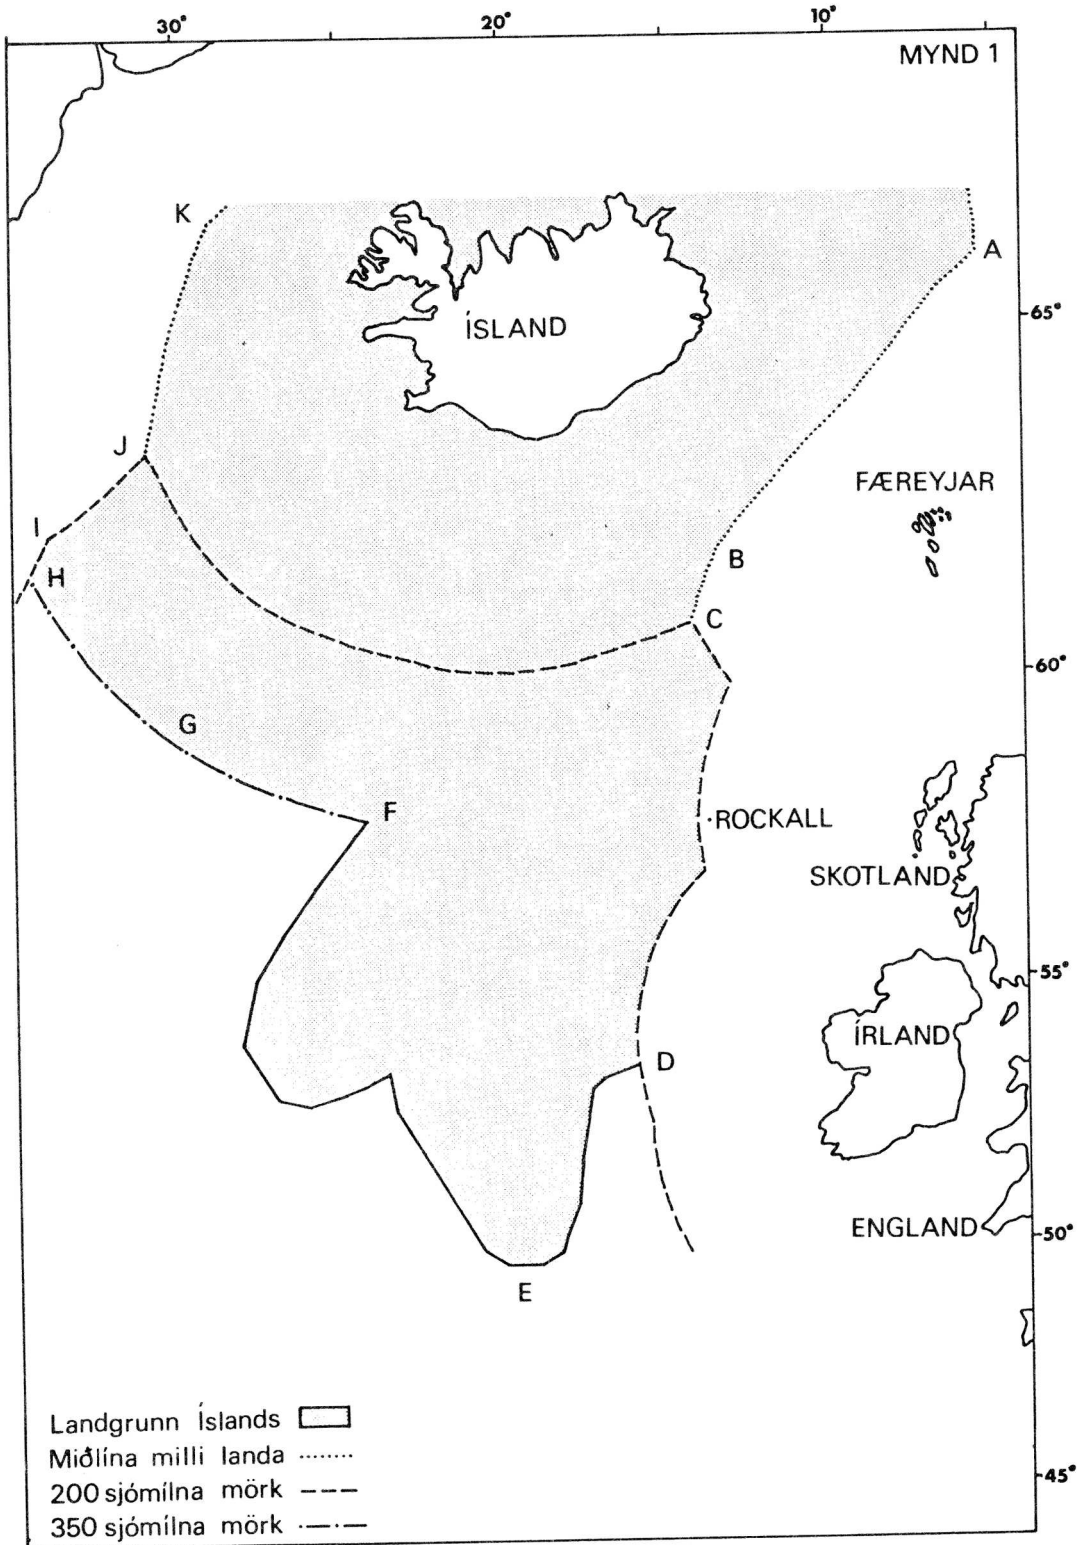 30° 20° 10°
MYND 1
K
A
ÍSLAND
65°
J
FÆREYJAR
I
H
B
C
60°
G
F
ROCKALL
SKOTLAND
55°
ÍRLAND
D
ENGLAND
50°
E
Landgrunn Íslands
Miðlína milli landa
200 sjómílna mörk
45°
350 sjómílna mörk